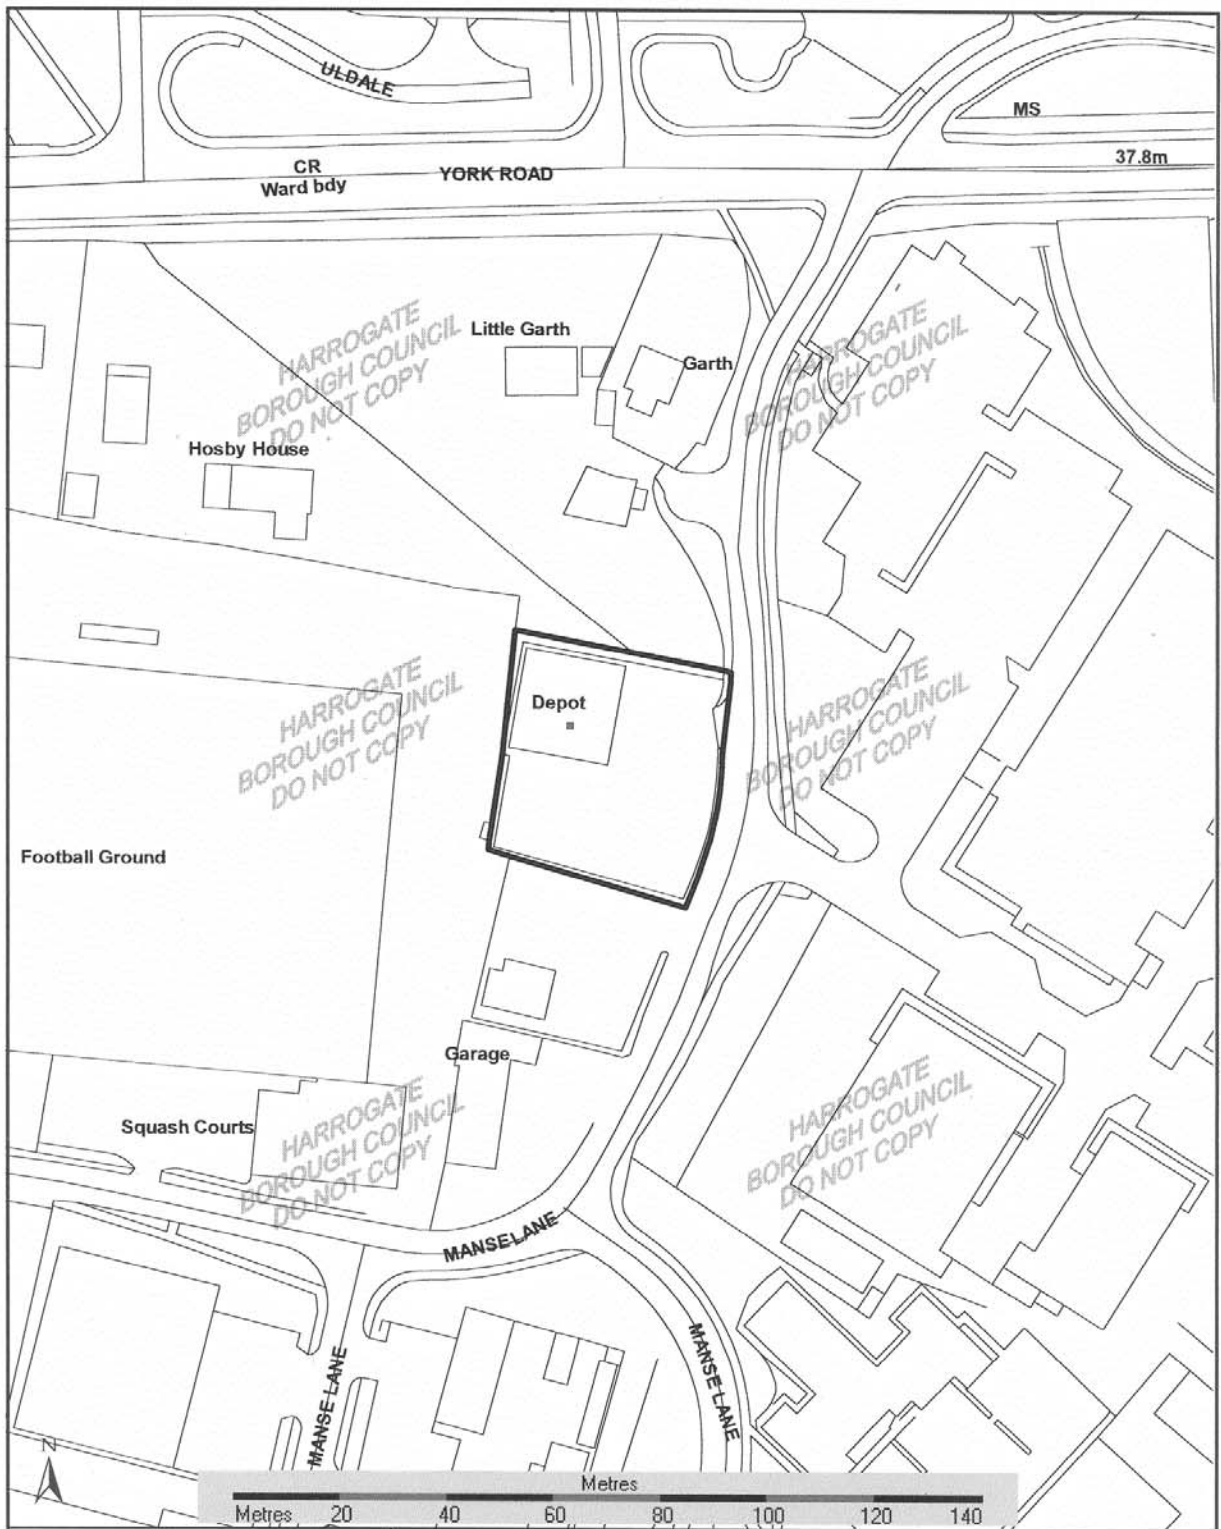 ULDALE
MS
CR
Ward bdy
YORK ROAD
37.8m
HARROGATE
BOROUGH COUNCIL
DO NOT COPY
Little Garth
Garth
HARROGATE
BOROUGH COUNCIL
DO NOT COPY
Hosby House
HARROGATE
BOROUGH COUNCIL
DO NOT COPY
Depot
HARROGATE
BOROUGH COUNCIL
DO NOT COPY
Football Ground
Garage
Squash Courts
HARROGATE
BOROUGH COUNCIL
DO NOT COPY
HARROGATE
BOROUGH COUNCIL
DO NOT COPY
MANSE LANE
MANSE LANE
MANSE LANE
N
Metres
Metres 20 40 60 80 100 120 140